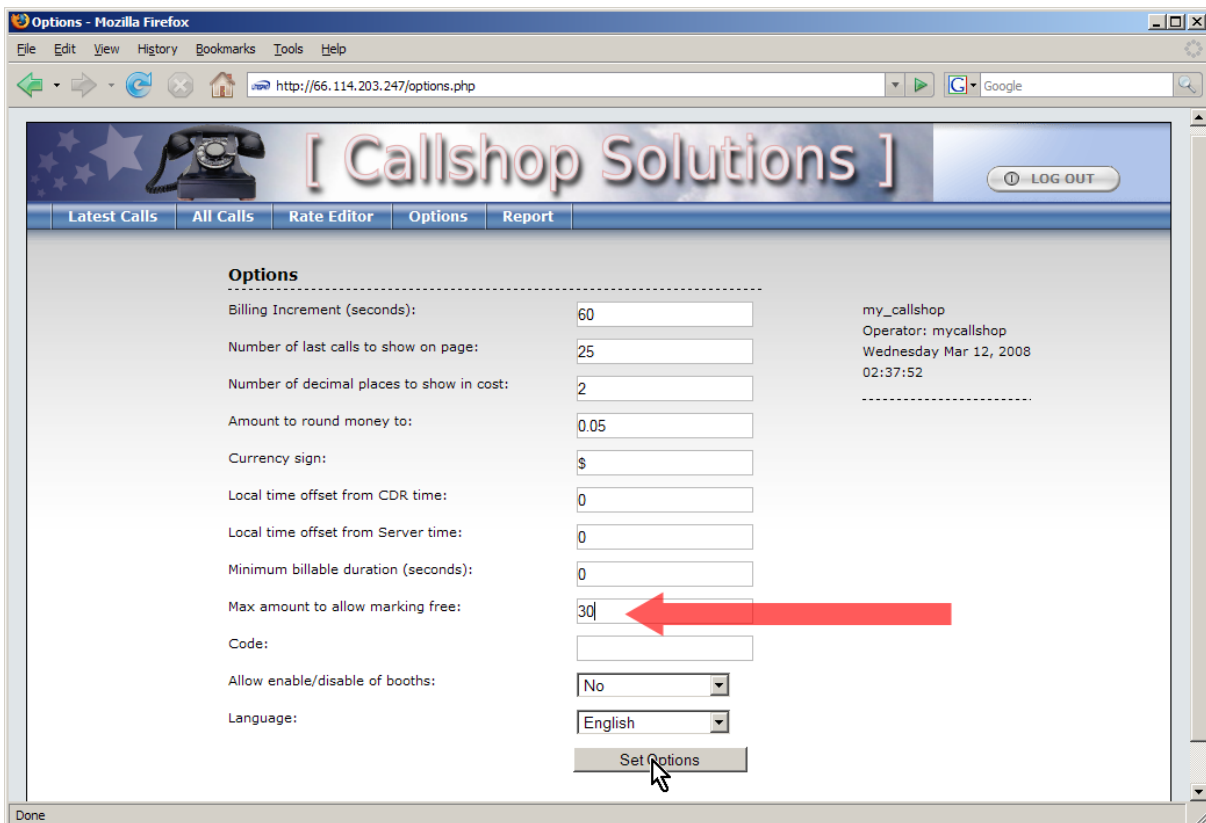 Options - Mozilla Firefox
File Edit View History Bookmarks Tools Help
http://66.114.203.247/options.php
G Google
[ Callshop Solutions ]
LOG OUT
Latest Calls All Calls Rate Editor Options Report
Options
Billing Increment (seconds): 60
my_callshop
Operator: mycallshop
Number of last calls to show on page: 25
Wednesday Mar 12, 2008
02:37:52
Number of decimal places to show in cost: 2
Amount to round money to: 0.05
Currency sign: $
Local time offset from CDR time: 0
Local time offset from Server time: 0
Minimum billable duration (seconds): 0
Max amount to allow marking free: 30
Code:
Allow enable/disable of booths: No
Language: English
Set Options
Done